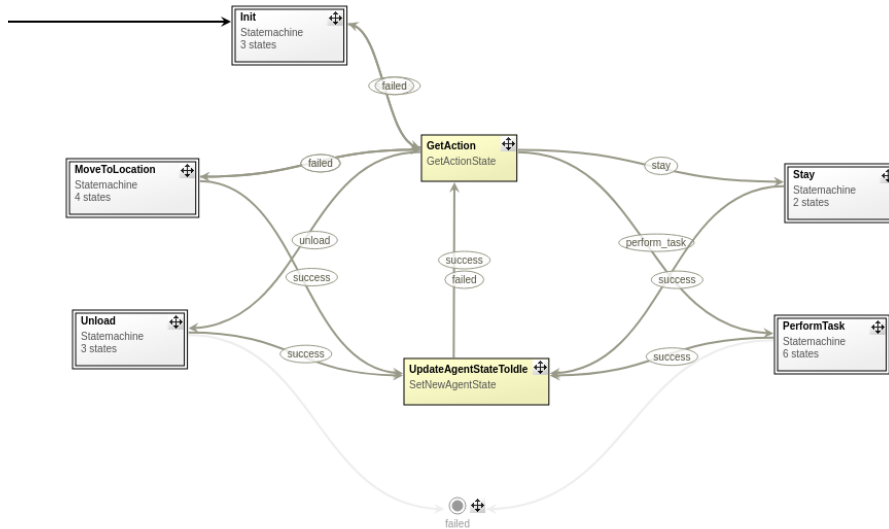 Init
Statemachine
3 states
failed
GetAction
GetActionState
MoveToLocation
Statemachine
4 states
failed
stay
Stay
Statemachine
2 states
unload
perform_task
success
success
failed
success
Unload
Statemachine
3 states
PerformTask
Statemachine
6 states
success
success
UpdateAgentStateToIdle
SetNewAgentState
failed